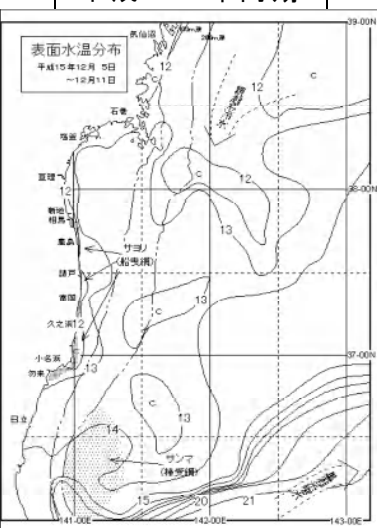 表面水温分布
平成15年12月 5日
～12月11日
気仙沼
200m.線
39-00N
12
C
12
C
石巻
塩釜
亘理
12
C
12
38-00N
新地
相馬
13
鹿島
サヨリ
(船曳網)
請戸
13
富岡
C
久之浜
12
37-00N
小名浜
13
勿来
C
13
14
日立
サンマ
(棒受網)
15
20
21
141-00E
142-00E
143-00E